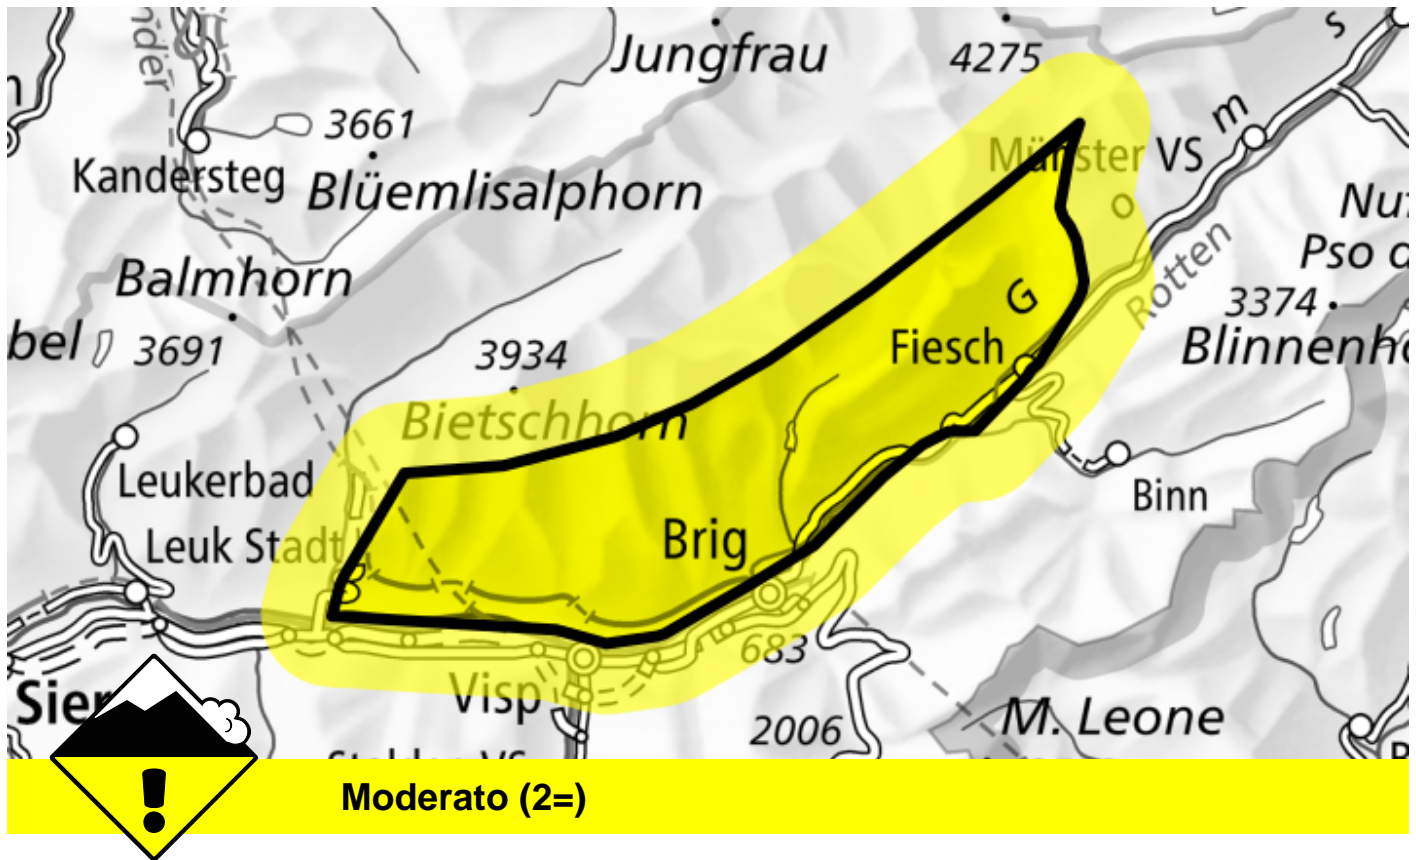 Jungfrau
4275
s
m
3661
Kandersteg
Blüemlisalphorn
Münster VS
o
Balmhorn
Rotten
Pso
3691
G
3374
3934
Fiesch
Bietschhorn
Leukerbad
Binn
Leuk Stadt
Brig
683
Visp
M. Leone
2006
Moderato (2=)